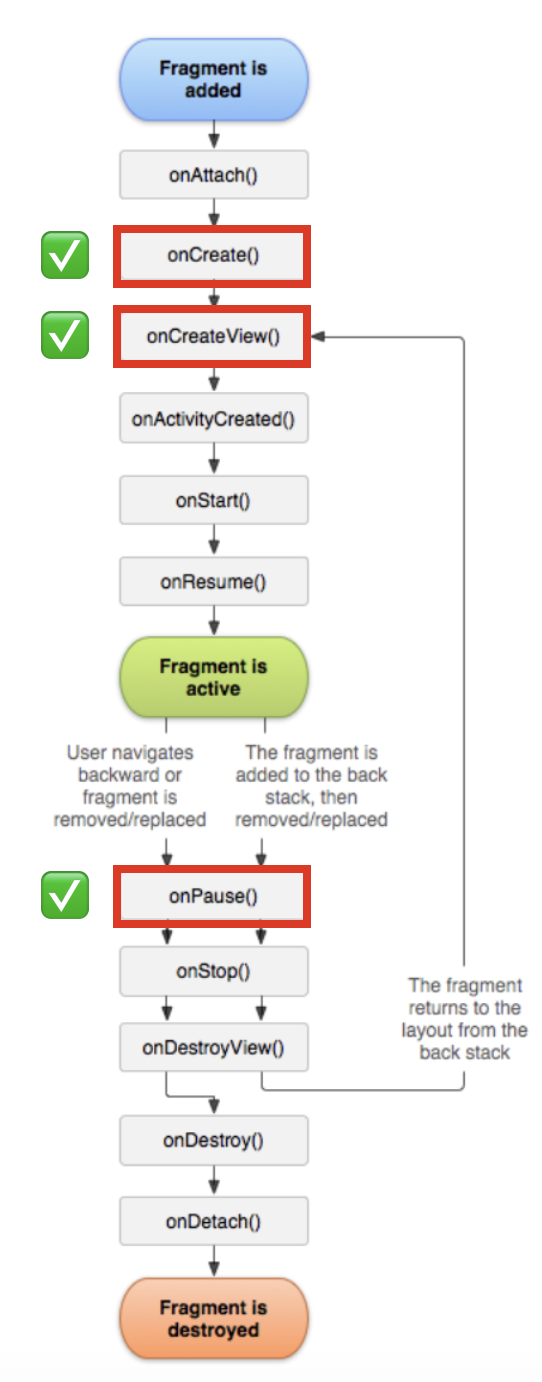 Fragment is
added
onAttach()
onCreate()
onCreateView()
onActivityCreated()
onStart()
onResume()
Fragment is
active
User navigates
backward or
fragment is
removed/replaced
The fragment is
added to the back
stack, then
removed/replaced
onPause()
onStop()
The fragment
returns to the
layout from the
back stack
onDestroyView()
onDestroy()
onDetach()
Fragment is
destroyed